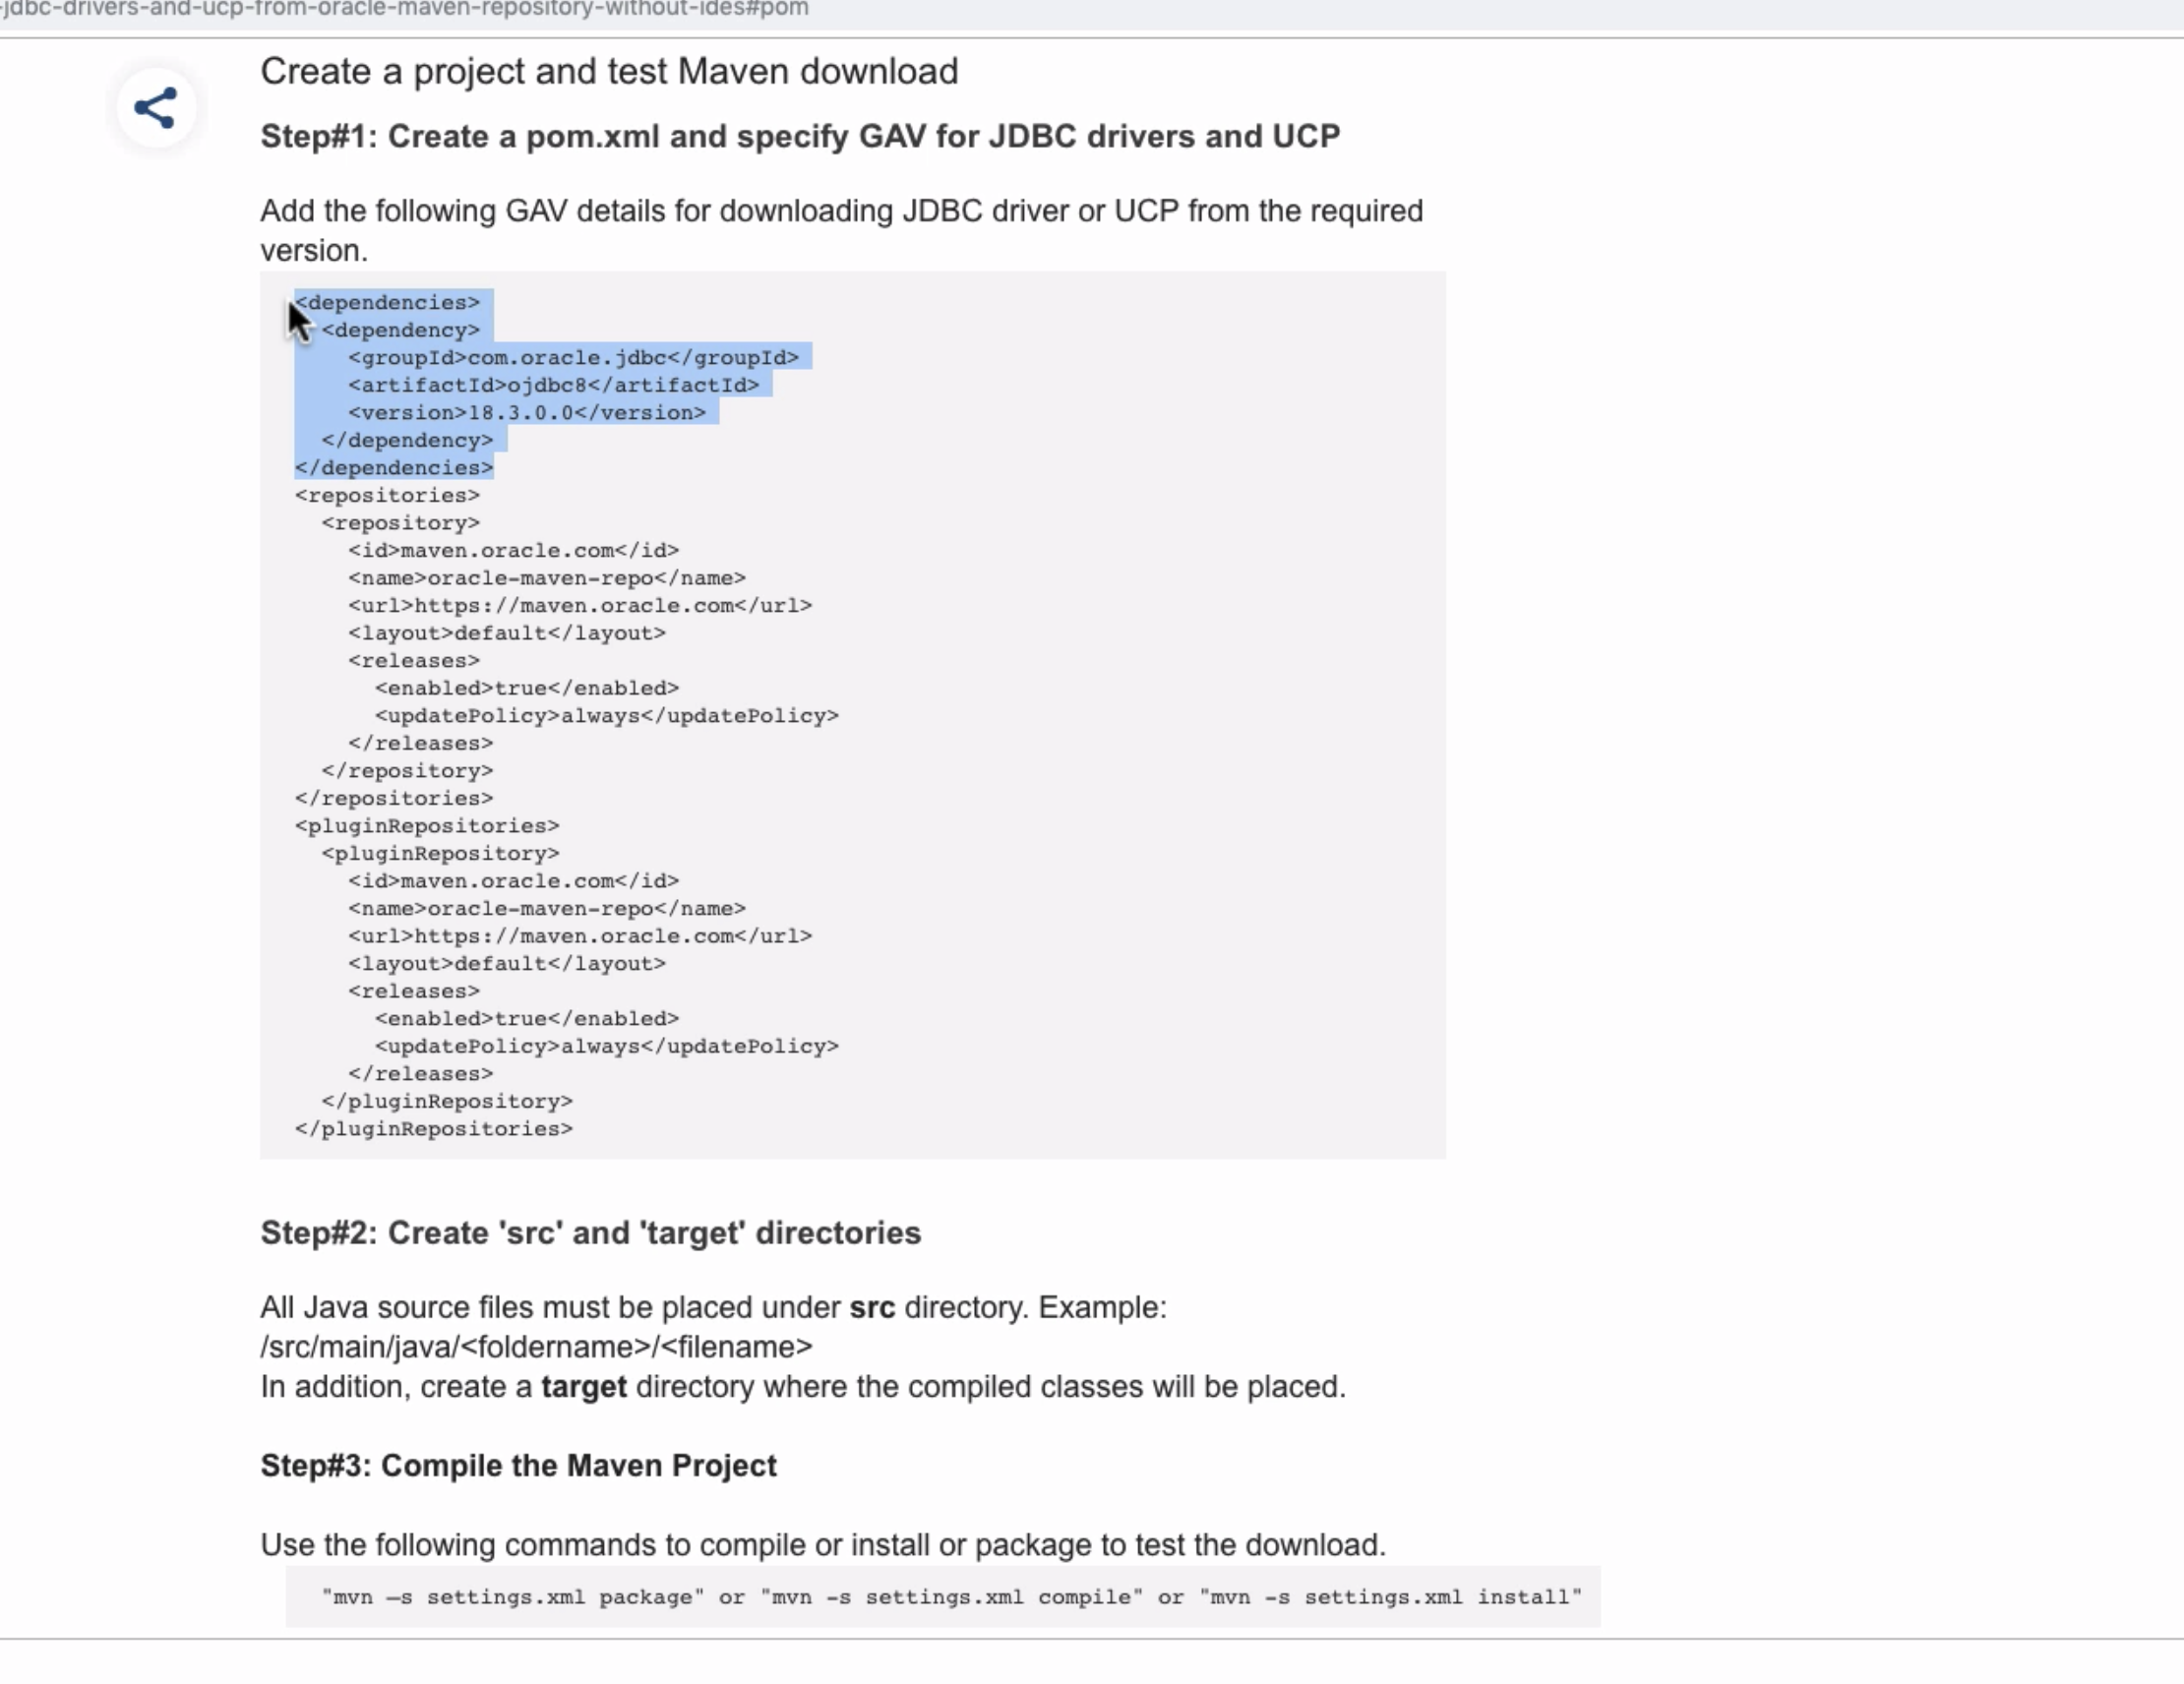 -jdbc-drivers-and-ucp-from-oracle-maven-repository-without-ides#pom
Create a project and test Maven download
Step#1: Create a pom.xml and specify GAV for JDBC drivers and UCP
Add the following GAV details for downloading JDBC driver or UCP from the required
version.
<dependencies>
  <dependency>
    <groupId>com.oracle.jdbc</groupId>
    <artifactId>ojdbc8</artifactId>
    <version>18.3.0.0</version>
  </dependency>
</dependencies>
<repositories>
  <repository>
    <id>maven.oracle.com</id>
    <name>oracle-maven-repo</name>
    <url>https://maven.oracle.com</url>
    <layout>default</layout>
    <releases>
      <enabled>true</enabled>
      <updatePolicy>always</updatePolicy>
    </releases>
  </repository>
</repositories>
<pluginRepositories>
  <pluginRepository>
    <id>maven.oracle.com</id>
    <name>oracle-maven-repo</name>
    <url>https://maven.oracle.com</url>
    <layout>default</layout>
    <releases>
      <enabled>true</enabled>
      <updatePolicy>always</updatePolicy>
    </releases>
  </pluginRepository>
</pluginRepositories>
Step#2: Create 'src' and 'target' directories
All Java source files must be placed under src directory. Example:
/src/main/java/<foldername>/<filename>
In addition, create a target directory where the compiled classes will be placed.
Step#3: Compile the Maven Project
Use the following commands to compile or install or package to test the download.
"mvn –s settings.xml package" or "mvn -s settings.xml compile" or "mvn -s settings.xml install"